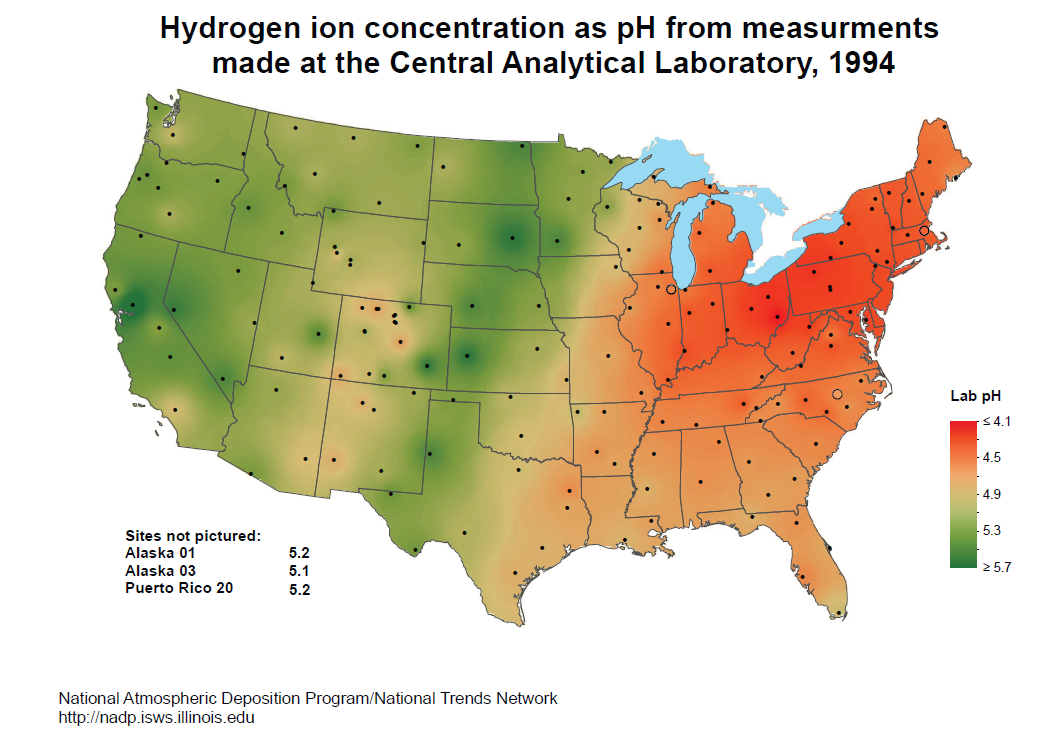 Hydrogen ion concentration as pH from measurments
made at the Central Analytical Laboratory, 1994
Lab pH
≤ 4.1
4.5
4.9
5.3
≥ 5.7
Sites not pictured:
Alaska 01 5.2
Alaska 03 5.1
Puerto Rico 20 5.2
National Atmospheric Deposition Program/National Trends Network
http://nadp.isws.illinois.edu